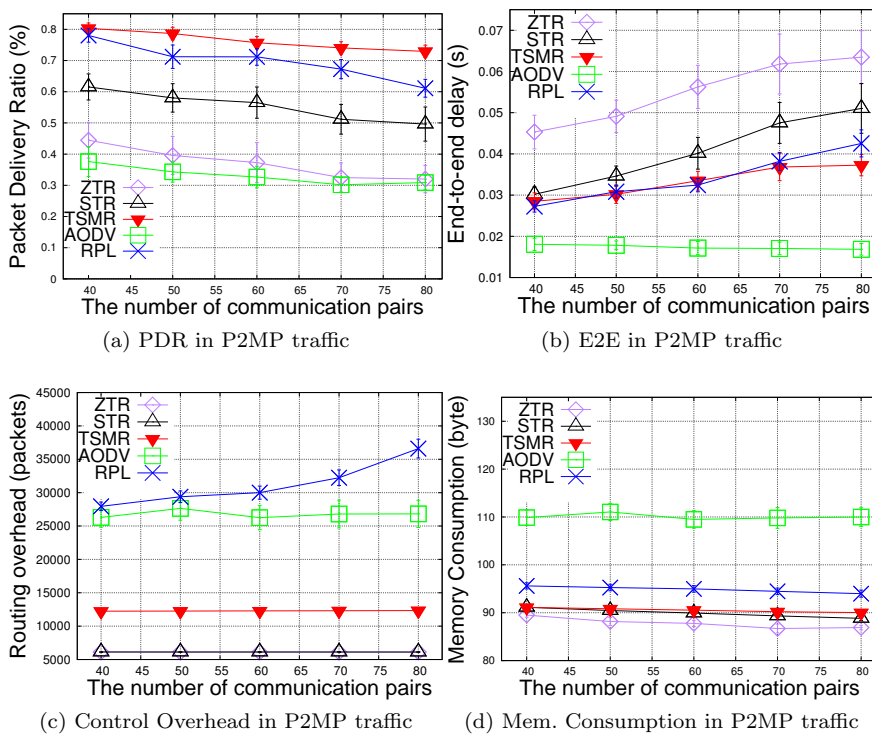 Packet Delivery Ratio (%)
0.8
0.7
0.6
0.5
0.4
0.3
0.2
0.1
0
ZTR
STR
TSMR
AODV
RPL
40 45 50 55 60 65 70 75 80
The number of communication pairs
(a) PDR in P2MP traffic
End-to-end delay (s)
0.07
0.06
0.05
0.04
0.03
0.02
0.01
ZTR
STR
TSMR
AODV
RPL
40 45 50 55 60 65 70 75 80
The number of communication pairs
(b) E2E in P2MP traffic
Routing overhead (packets)
45000
40000
35000
30000
25000
20000
15000
10000
5000
ZTR
STR
TSMR
AODV
RPL
40 45 50 55 60 65 70 75 80
The number of communication pairs
(c) Control Overhead in P2MP traffic
Memory Consumption (byte)
130
120
110
100
90
80
ZTR
STR
TSMR
AODV
RPL
40 45 50 55 60 65 70 75 80
The number of communication pairs
(d) Mem. Consumption in P2MP traffic